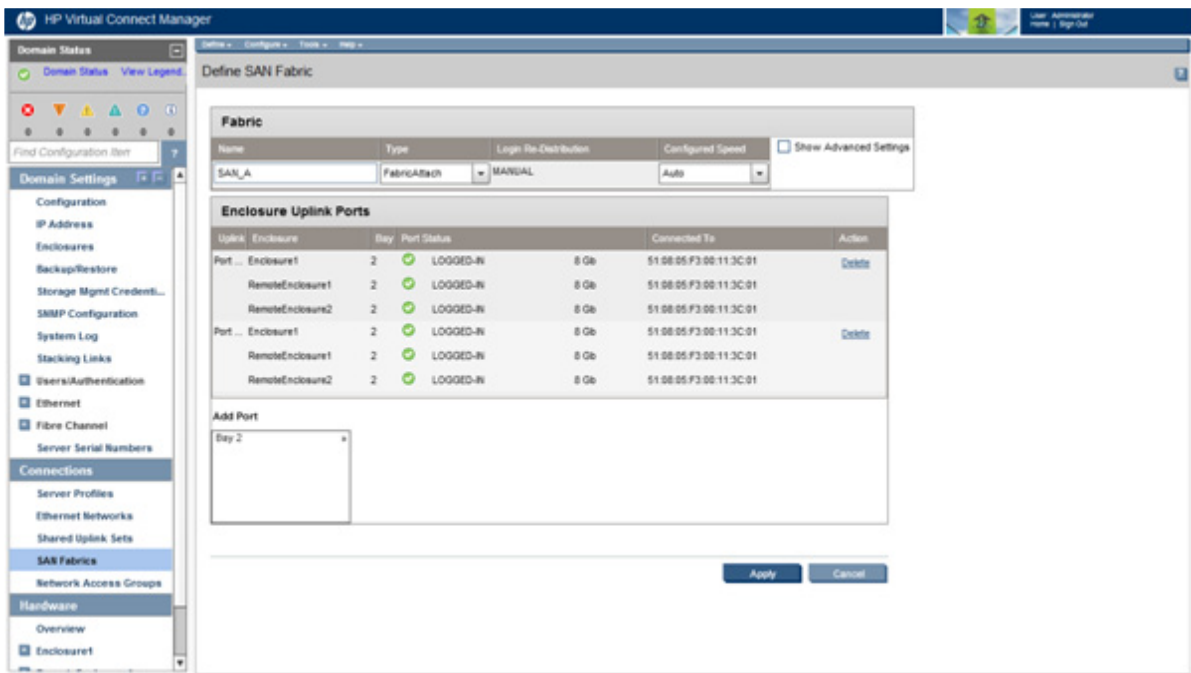 HP Virtual Connect Manager
User: Administrator
Home | Sign Out
Domain Status
Define Configure Tools Help
Domain Status View Legend.
Define SAN Fabric
0 0 0 0 0 0
Find Configuration Item ?
Fabric
Name Type Login Re-Distribution Configured Speed Show Advanced Settings
SAN_A FabricAttach MANUAL Auto
Domain Settings
Configuration
IP Address
Enclosures
Backup/Restore
Storage Mgmt Credenti...
SNMP Configuration
System Log
Stacking Links
Users/Authentication
Ethernet
Fibre Channel
Server Serial Numbers
Connections
Server Profiles
Ethernet Networks
Shared Uplink Sets
SAN Fabrics
Network Access Groups
Hardware
Overview
Enclosure1
Enclosure Uplink Ports
Uplink Enclosure Bay Port Status Connected To Action
Port ... Enclosure1 2 LOGGED-IN 8 Gb 51:08:05:F3:00:11:3C:01 Delete
RemoteEnclosure1 2 LOGGED-IN 8 Gb 51:08:05:F3:00:11:3C:01
RemoteEnclosure2 2 LOGGED-IN 8 Gb 51:08:05:F3:00:11:3C:01
Port ... Enclosure1 2 LOGGED-IN 8 Gb 51:08:05:F3:00:11:3C:01 Delete
RemoteEnclosure1 2 LOGGED-IN 8 Gb 51:08:05:F3:00:11:3C:01
RemoteEnclosure2 2 LOGGED-IN 8 Gb 51:08:05:F3:00:11:3C:01
Add Port
Bay 2
Apply Cancel